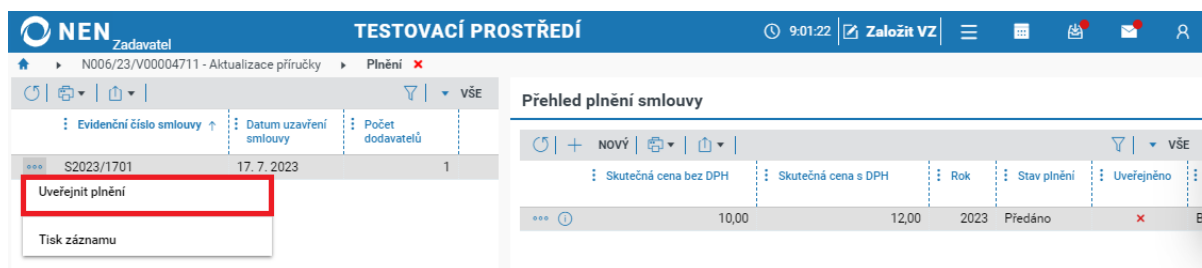 NEN Zadavatel TESTOVACÍ PROSTŘEDÍ 9:01:22 Založit VZ
N006/23/V00004711 - Aktualizace příručky Plnění
VŠE
Evidenční číslo smlouvy Datum uzavření smlouvy Počet dodavatelů
S2023/1701 17. 7. 2023 1
Uveřejnit plnění
Tisk záznamu
Přehled plnění smlouvy
NOVÝ VŠE
Skutečná cena bez DPH Skutečná cena s DPH Rok Stav plnění Uveřejněno
10,00 12,00 2023 Předáno